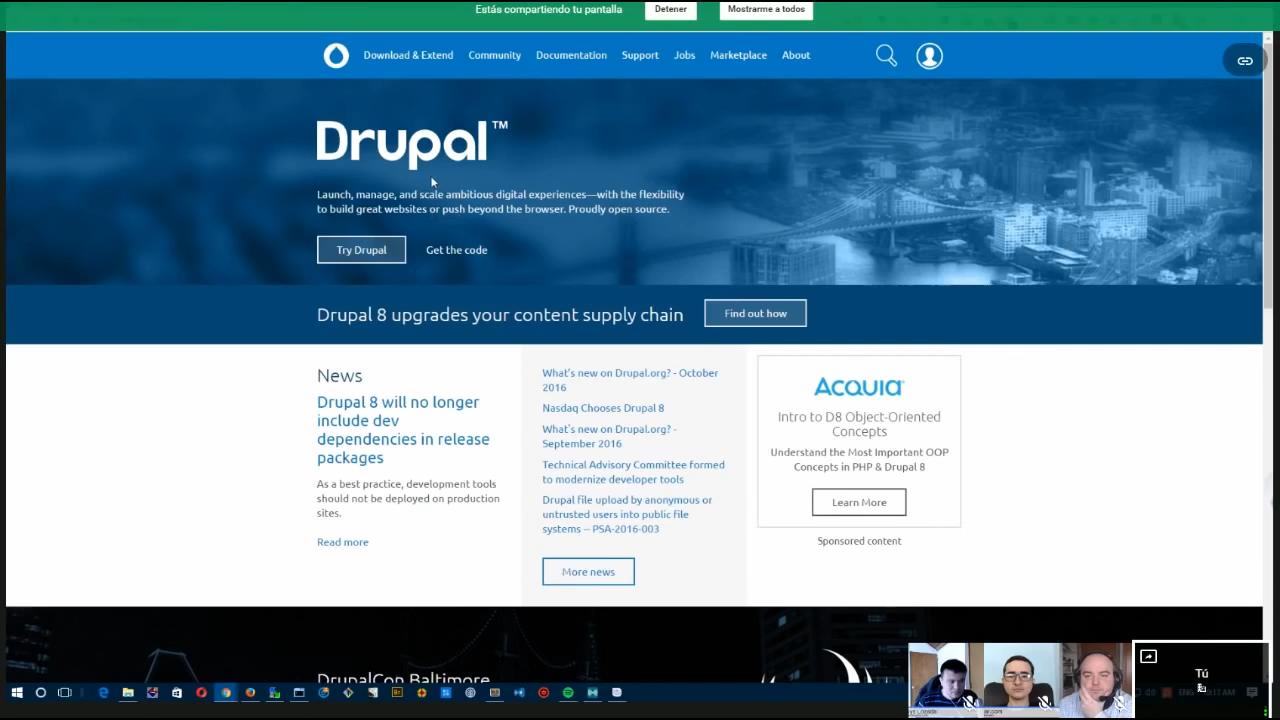 Estás compartiendo tu pantalla Detener Mostrarme a todos
Download & Extend Community Documentation Support Jobs Marketplace About
Drupal™
Launch, manage, and scale ambitious digital experiences—with the flexibility
to build great websites or push beyond the browser. Proudly open source.
Try Drupal Get the code
Drupal 8 upgrades your content supply chain Find out how
News
Drupal 8 will no longer
include dev
dependencies in release
packages
As a best practice, development tools
should not be deployed on production
sites.
Read more
What's new on Drupal.org? - October
2016
Nasdaq Chooses Drupal 8
What's new on Drupal.org? -
September 2016
Technical Advisory Committee formed
to modernize developer tools
Drupal file upload by anonymous or
untrusted users into public file
systems -- PSA-2016-003
More news
ACQUIA
Intro to D8 Object-Oriented
Concepts
Understand the Most Important OOP
Concepts in PHP & Drupal 8
Learn More
Sponsored content
DrupalCon Baltimore
Tú